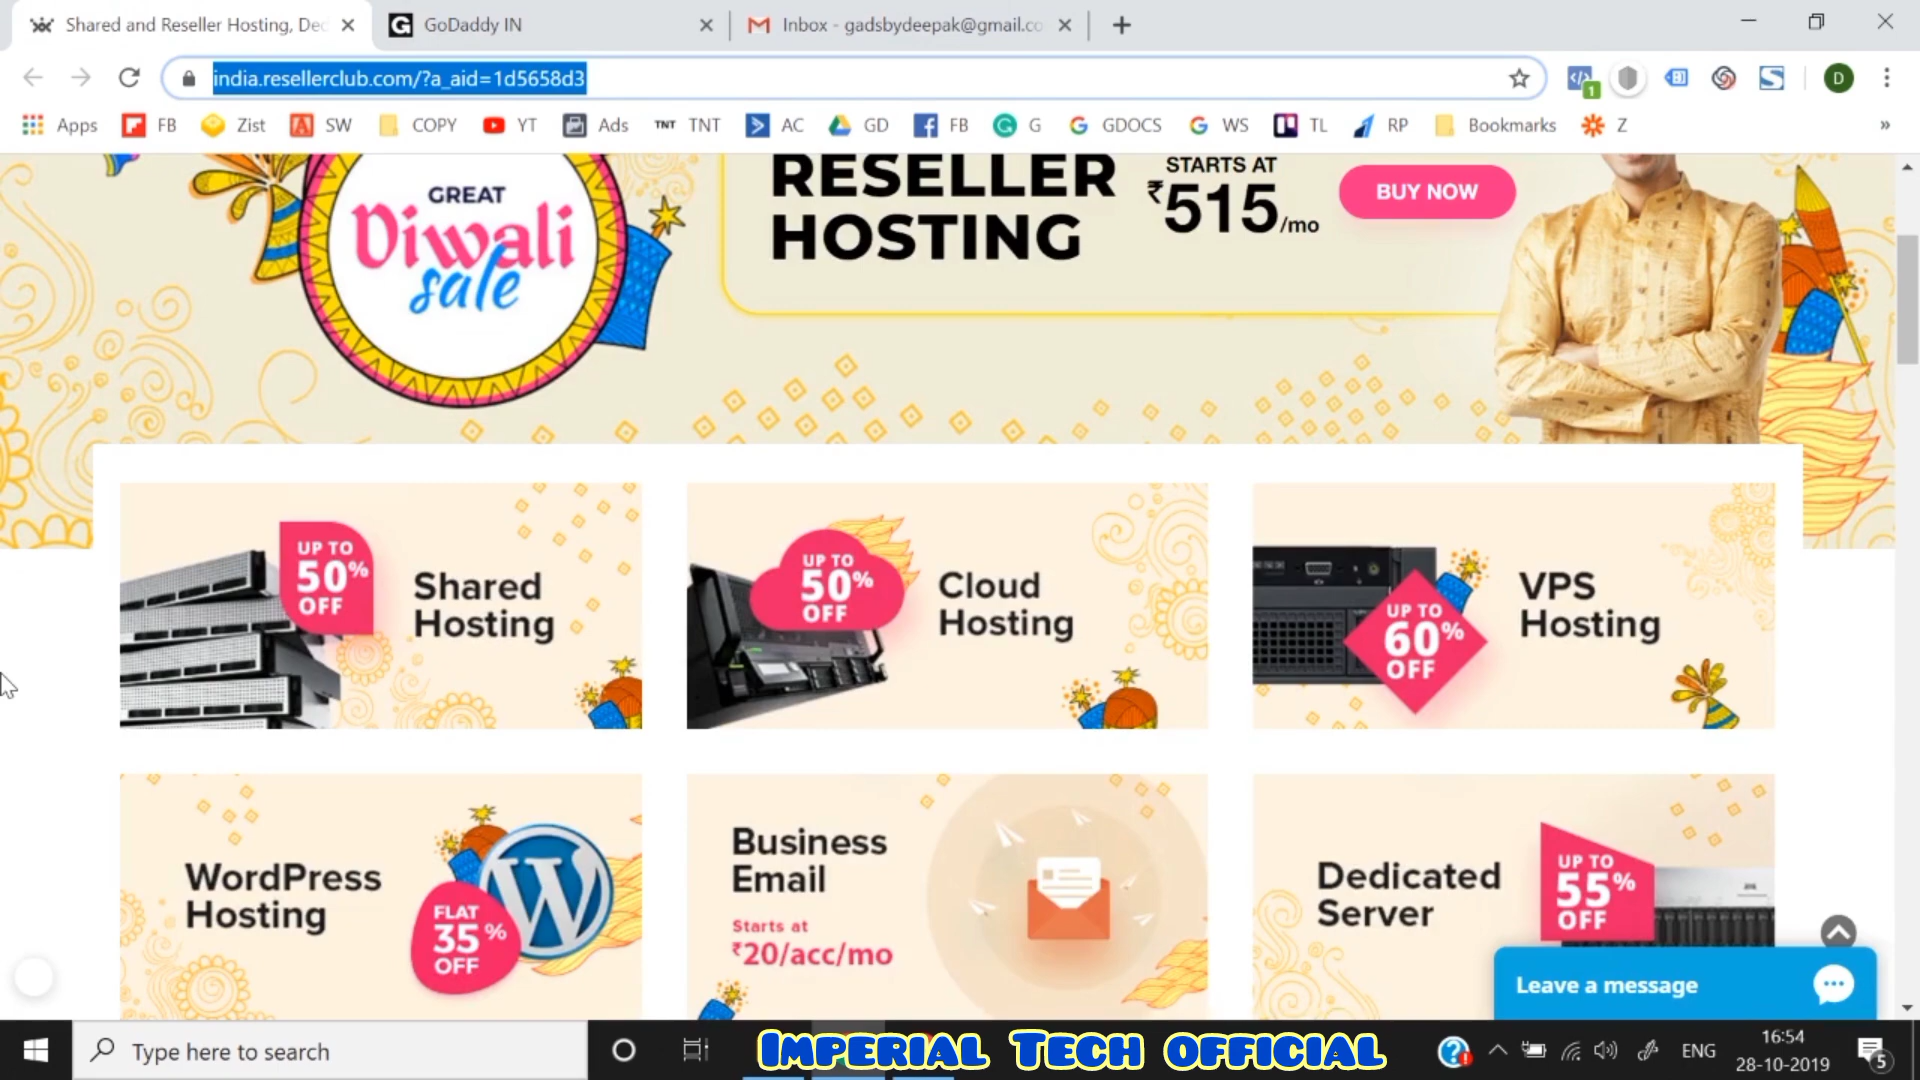 Shared and Reseller Hosting, Dec
GoDaddy IN
Inbox - gadsbydeepak@gmail.co
india.resellerclub.com/?a_aid=1d5658d3
1
D
Apps
FB
Zist
SW
COPY
YT
Ads
TNT TNT
AC
GD
FB
G
GDOCS
WS
TL
RP
Bookmarks
Z
»
GREAT
Diwali
sale
RESELLER
HOSTING
STARTS AT
₹515/mo
BUY NOW
UP TO
50%
OFF
Shared
Hosting
UP TO
50%
OFF
Cloud
Hosting
UP TO
60%
OFF
VPS
Hosting
WordPress
Hosting
FLAT
35%
OFF
Business
Email
Starts at
₹20/acc/mo
Dedicated
Server
UP TO
55%
OFF
Leave a message
Type here to search
IMPERIAL TECH OFFICIAL
ENG
16:54
28-10-2019
5